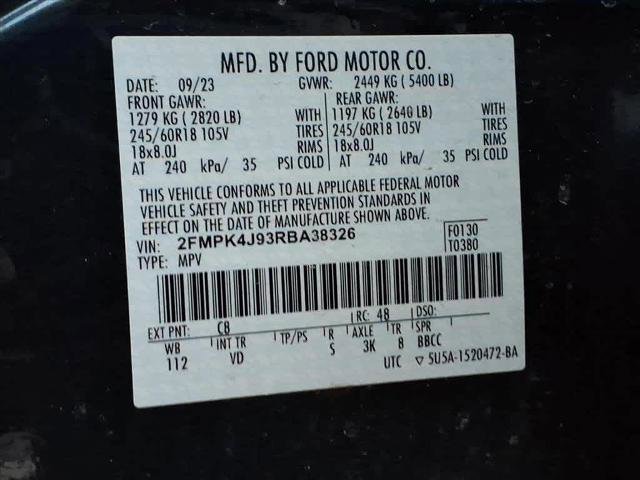 MFD. BY FORD MOTOR CO.
DATE: 09/23 GVWR: 2449 KG ( 5400 LB)
FRONT GAWR: REAR GAWR:
1279 KG ( 2820 LB) WITH 1197 KG ( 2640 LB) WITH
245/60R18 105V TIRES 245/60R18 105V TIRES
18x8.0J RIMS 18x8.0J RIMS
AT 240 kPa/ 35 PSI COLD AT 240 kPa/ 35 PSI COLD
THIS VEHICLE CONFORMS TO ALL APPLICABLE FEDERAL MOTOR
VEHICLE SAFETY AND THEFT PREVENTION STANDARDS IN
EFFECT ON THE DATE OF MANUFACTURE SHOWN ABOVE.
VIN: 2FMPK4J93RBA38326 F0130
TYPE: MPV T0380
EXT PNT: C8 RC: 48 DSO:
WB INT TR TP/PS R AXLE TR SPR
112 VD S 3K 8 BBCC
UTC ▽ 5U5A-1520472-BA